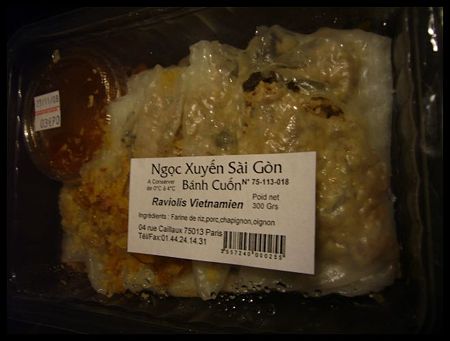 Ngọc Xuyến Sài Gòn
A Conserver de 0°C à 4°C
Bánh Cuốn N° 75-113-018
Raviolis Vietnamien
Poid net 300 Grs
Ingrédients : Farine de riz,porc,chapignon,oignon
04 rue Caillaux 75013 Paris
Tél/Fax:01.44.24.14.31